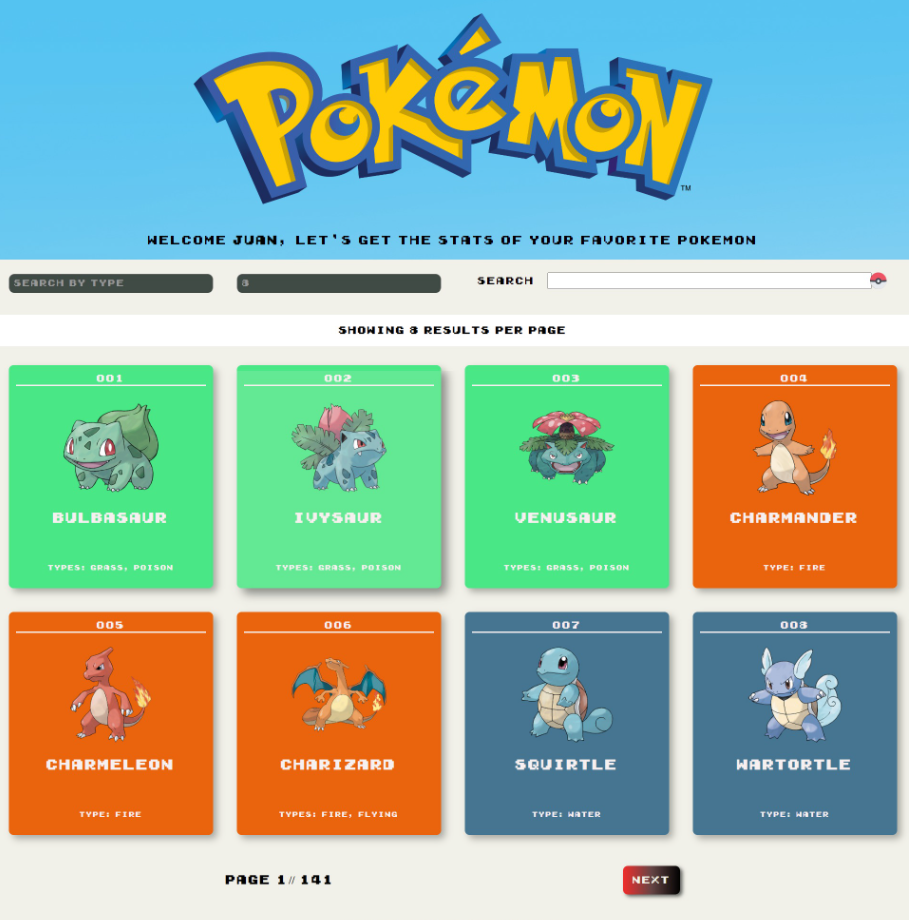 POKéMON
TM
WELCOME JUAN, LET'S GET THE STATS OF YOUR FAVORITE POKEMON
SEARCH BY TYPE
8
SEARCH
SHOWING 8 RESULTS PER PAGE
001
BULBASAUR
TYPES: GRASS, POISON
002
IVYSAUR
TYPES: GRASS, POISON
003
VENUSAUR
TYPES: GRASS, POISON
004
CHARMANDER
TYPE: FIRE
005
CHARMELEON
TYPE: FIRE
006
CHARIZARD
TYPES: FIRE, FLYING
007
SQUIRTLE
TYPE: WATER
008
WARTORTLE
TYPE: WATER
PAGE 1 // 141
NEXT